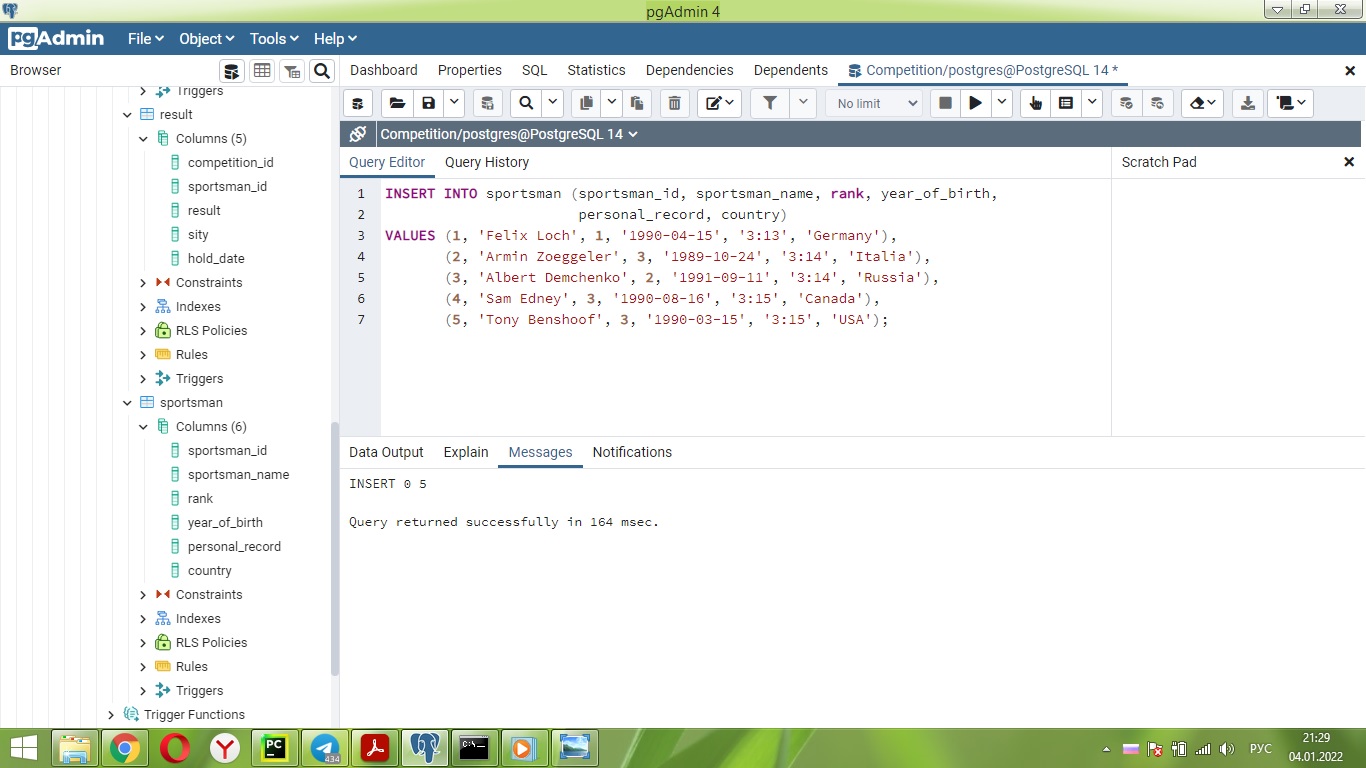 pgAdmin 4
pgAdmin File Object Tools Help
Browser
Dashboard Properties SQL Statistics Dependencies Dependents Competition/postgres@PostgreSQL 14 *
No limit
Competition/postgres@PostgreSQL 14
Query Editor Query History
Scratch Pad
1 INSERT INTO sportsman (sportsman_id, sportsman_name, rank, year_of_birth,
2 personal_record, country)
3 VALUES (1, 'Felix Loch', 1, '1990-04-15', '3:13', 'Germany'),
4 (2, 'Armin Zoeggeler', 3, '1989-10-24', '3:14', 'Italia'),
5 (3, 'Albert Demchenko', 2, '1991-09-11', '3:14', 'Russia'),
6 (4, 'Sam Edney', 3, '1990-08-16', '3:15', 'Canada'),
7 (5, 'Tony Benshoof', 3, '1990-03-15', '3:15', 'USA');
Data Output Explain Messages Notifications
INSERT 0 5
Query returned successfully in 164 msec.
Triggers
result
Columns (5)
competition_id
sportsman_id
result
sity
hold_date
Constraints
Indexes
RLS Policies
Rules
Triggers
sportsman
Columns (6)
sportsman_id
sportsman_name
rank
year_of_birth
personal_record
country
Constraints
Indexes
RLS Policies
Rules
Triggers
Trigger Functions
PC
434
C:\_
РУС
21:29
04.01.2022